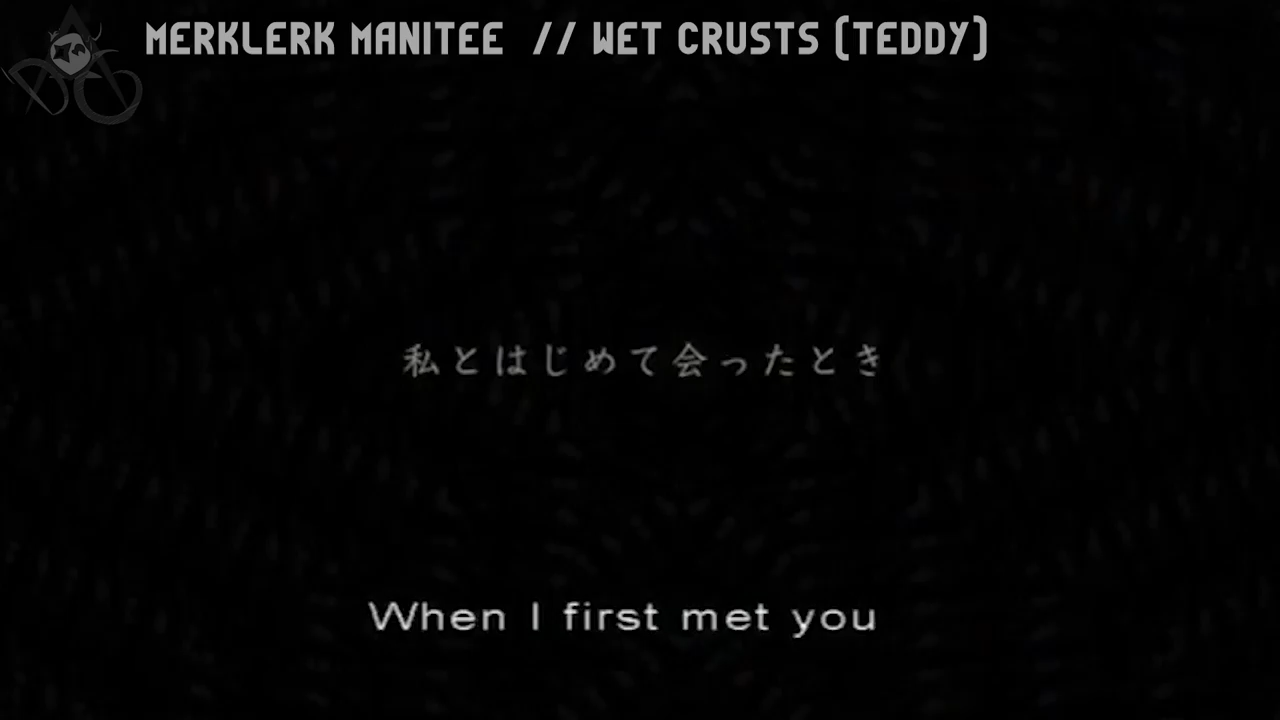 MERKLERK MANITEE // WET CRUSTS (TEDDY)
私とはじめて会ったとき
When I first met you